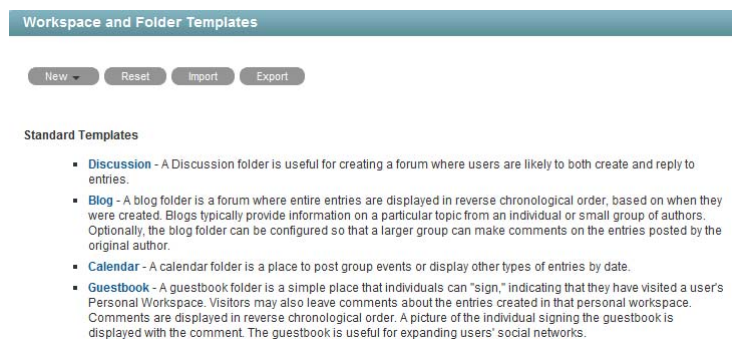 Workspace and Folder Templates
New Reset Import Export
Standard Templates
Discussion - A Discussion folder is useful for creating a forum where users are likely to both create and reply to
entries.
Blog - A blog folder is a forum where entire entries are displayed in reverse chronological order, based on when they
were created. Blogs typically provide information on a particular topic from an individual or small group of authors.
Optionally, the blog folder can be configured so that a larger group can make comments on the entries posted by the
original author.
Calendar - A calendar folder is a place to post group events or display other types of entries by date.
Guestbook - A guestbook folder is a simple place that individuals can "sign," indicating that they have visited a user's
Personal Workspace. Visitors may also leave comments about the entries created in that personal workspace.
Comments are displayed in reverse chronological order. A picture of the individual signing the guestbook is
displayed with the comment. The guestbook is useful for expanding users' social networks.